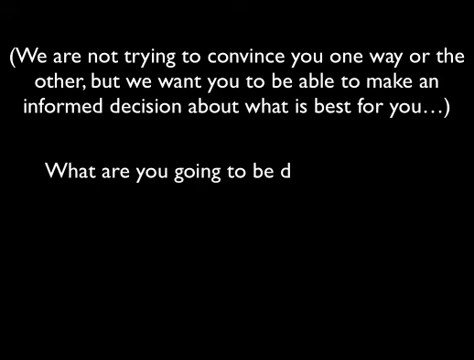 (We are not trying to convince you one way or the
other, but we want you to be able to make an
informed decision about what is best for you...)
What are you going to be d